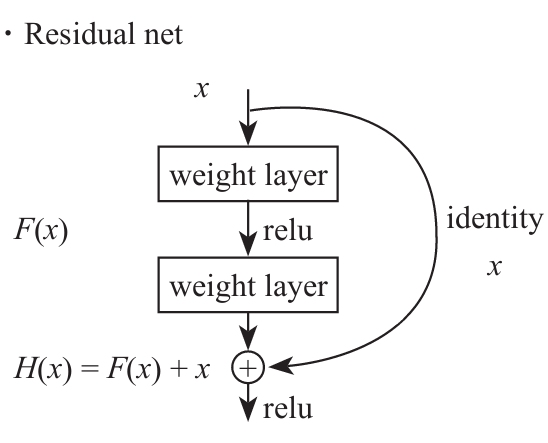 · Residual net
x
weight layer
F(x)
relu
identity
x
weight layer
H(x) = F(x) + x
+
relu